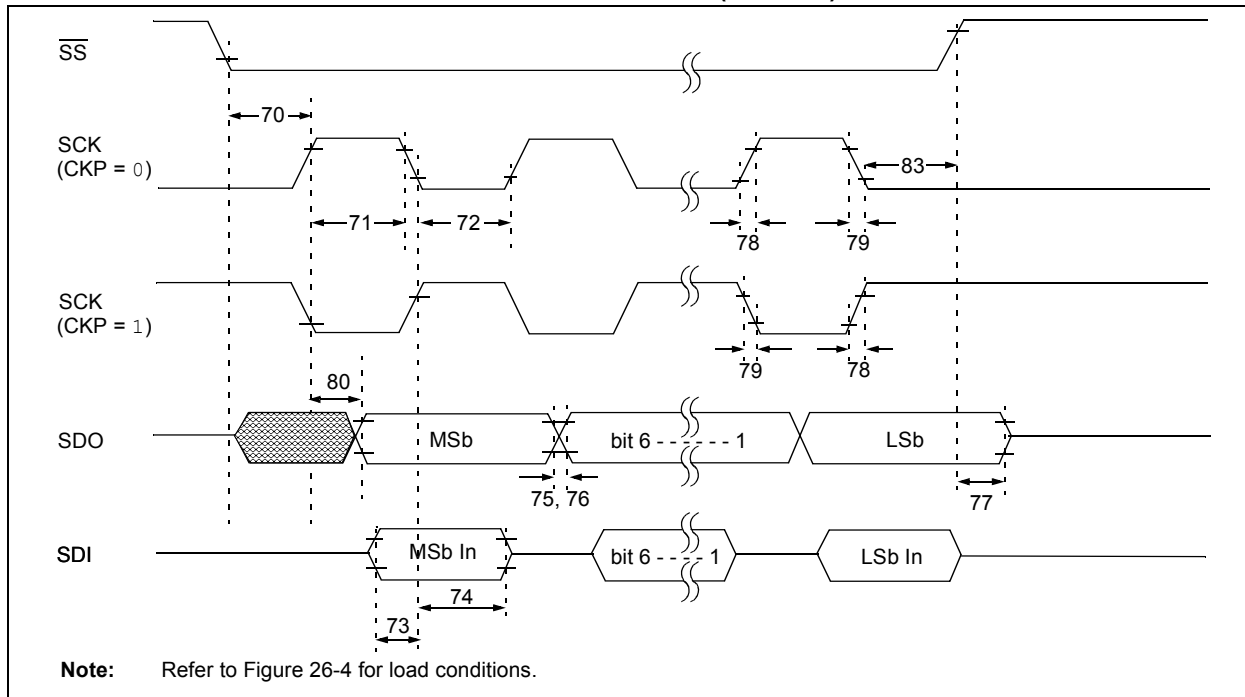 SS
70
SCK
(CKP = 0)
83
71
72
78
79
SCK
(CKP = 1)
79
78
80
SDO
MSb
bit 6 - - - - - - 1
LSb
75, 76
77
SDI
MSb In
bit 6 - - - - 1
LSb In
74
73
Note: Refer to Figure 26-4 for load conditions.